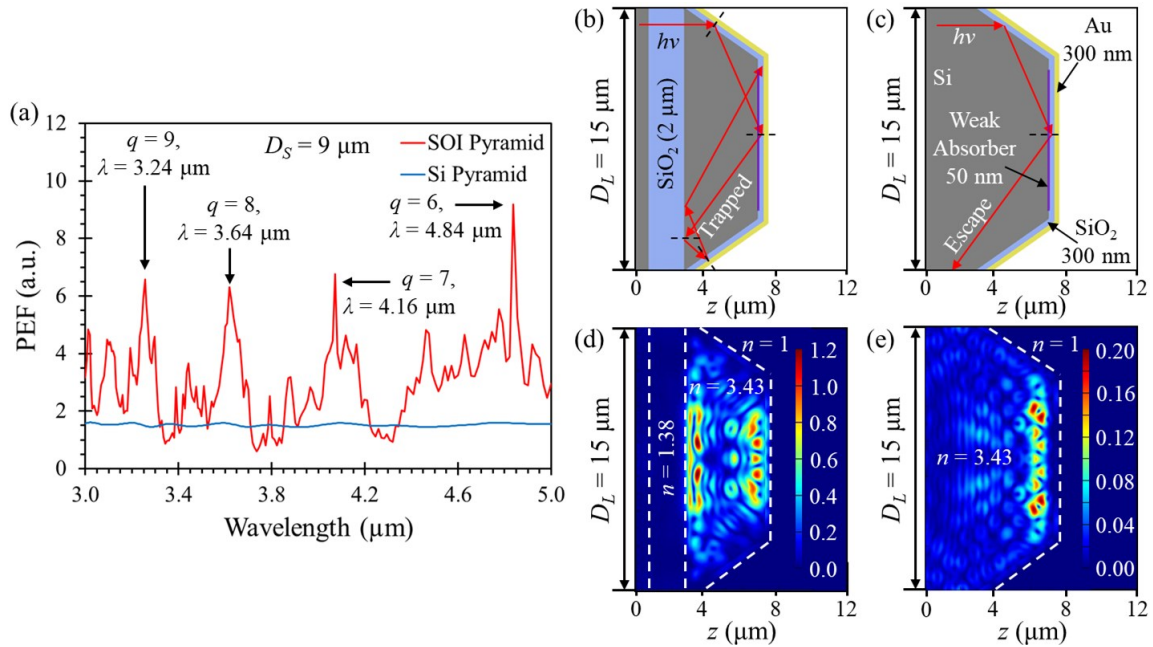 (a)
PEF (a.u.)
12
10
8
6
4
2
0
q = 9,
λ = 3.24 µm
D_S = 9 µm
SOI Pyramid
Si Pyramid
q = 8,
λ = 3.64 µm
q = 6,
λ = 4.84 µm
q = 7,
λ = 4.16 µm
3.0 3.4 3.8 4.2 4.6 5.0
Wavelength (µm)
(b)
D_L = 15 µm
hν
SiO₂ (2 µm)
Trapped
0 4 8 12
z (µm)
(c)
D_L = 15 µm
hν
Au
300 nm
Si
Weak
Absorber
50 nm
Escape
SiO₂
300 nm
0 4 8 12
z (µm)
(d)
D_L = 15 µm
n = 1
n = 3.43
n = 1.38
1.2
1.0
0.8
0.6
0.4
0.2
0.0
0 4 8 12
z (µm)
(e)
D_L = 15 µm
n = 1
n = 3.43
0.20
0.16
0.12
0.08
0.04
0.00
0 4 8 12
z (µm)